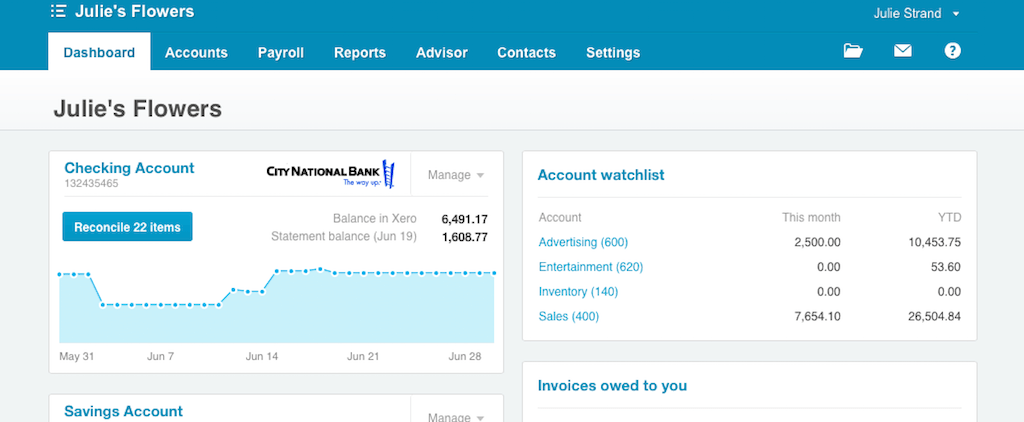 Julie's Flowers
Julie Strand
Dashboard Accounts Payroll Reports Advisor Contacts Settings
?
Julie's Flowers
Checking Account
132435465
CITY NATIONAL BANK
The way up.
Manage
Reconcile 22 items
Balance in Xero 6,491.17
Statement balance (Jun 19) 1,608.77
May 31 Jun 7 Jun 14 Jun 21 Jun 28
Savings Account
Manage
Account watchlist
Account This month YTD
Advertising (600) 2,500.00 10,453.75
Entertainment (620) 0.00 53.60
Inventory (140) 0.00 0.00
Sales (400) 7,654.10 26,504.84
Invoices owed to you